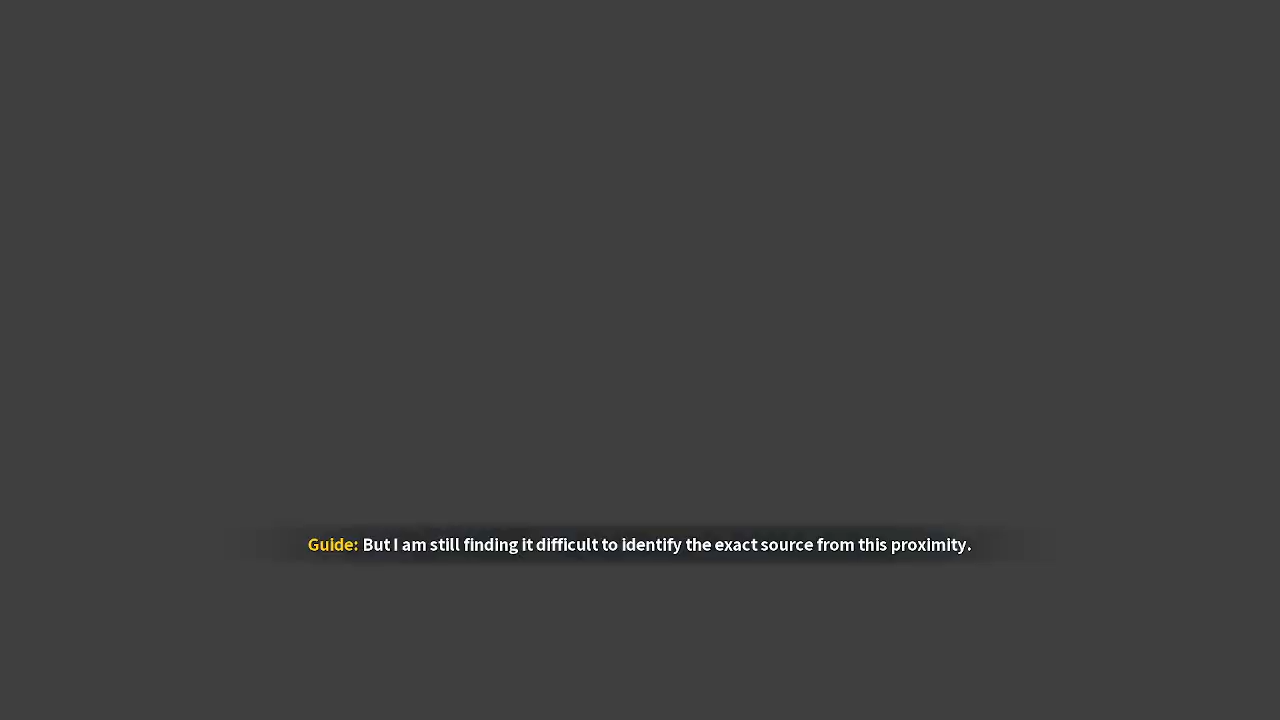 Guide: But I am still finding it difficult to identify the exact source from this proximity.